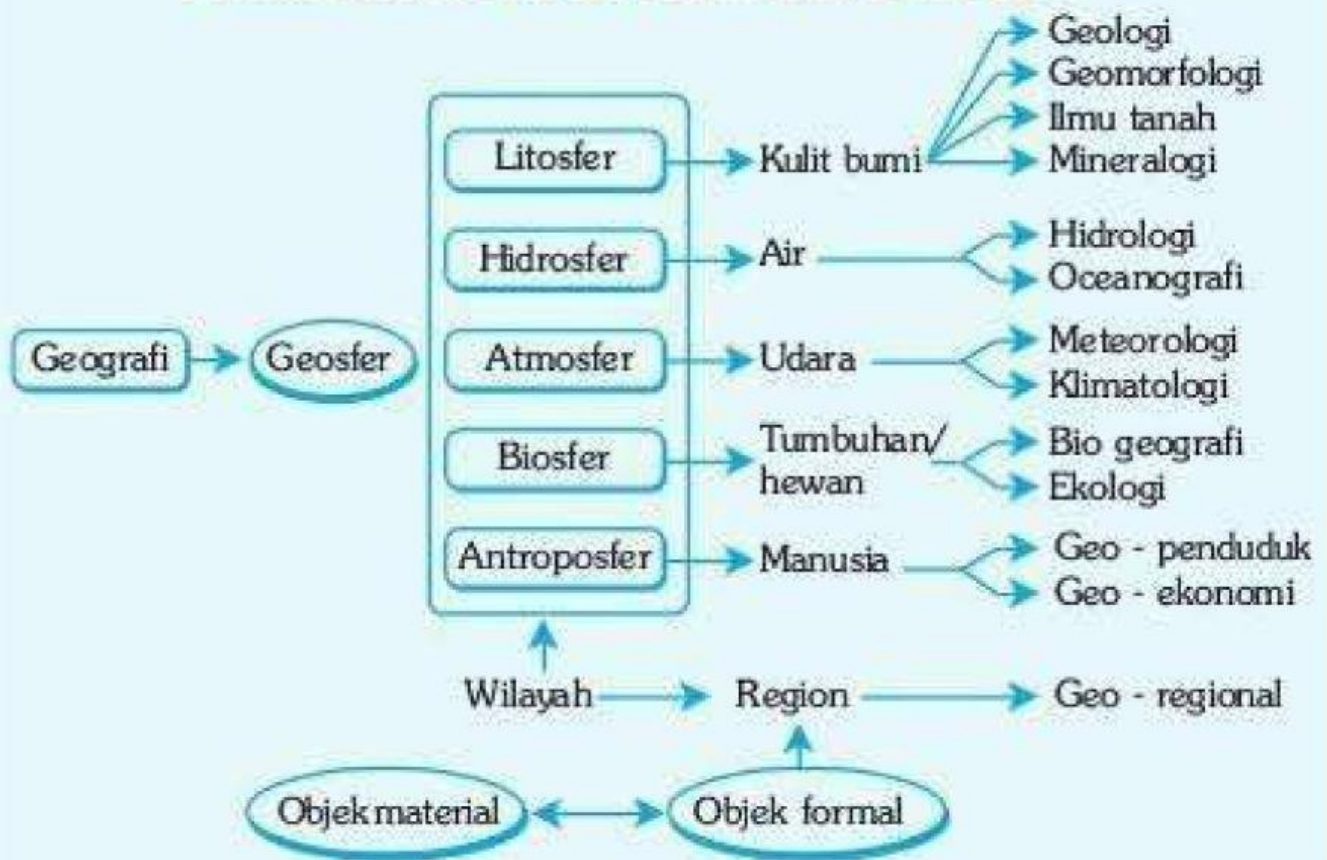 Geologi
Geomorfologi
Ilmu tanah
Litosfer
Kulit bumi
Mineralogi
Hidrosfer
Air
Hidrologi
Oceanografi
Geografi
Geosfer
Atmosfer
Udara
Meteorologi
Klimatologi
Biosfer
Tumbuhan/
hewan
Bio geografi
Ekologi
Antroposfer
Manusia
Geo - penduduk
Geo - ekonomi
Wilayah
Region
Geo - regional
Objek material
Objek formal